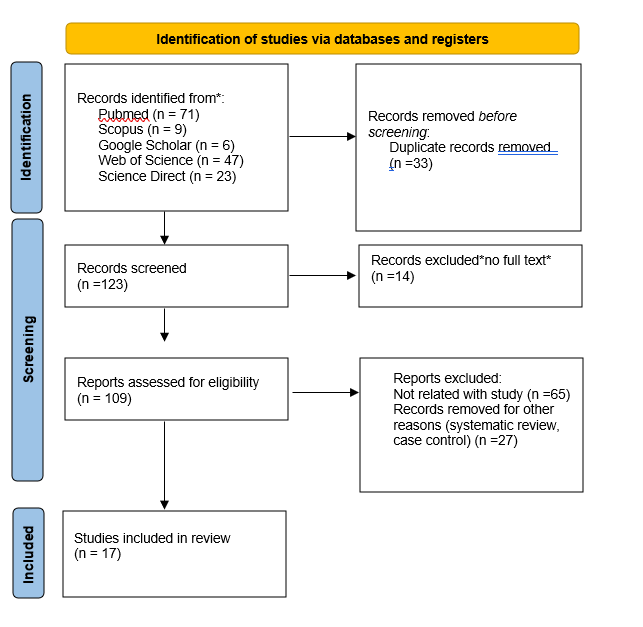 Identification of studies via databases and registers
Identification
Records identified from*:
Pubmed (n = 71)
Scopus (n = 9)
Google Scholar (n = 6)
Web of Science (n = 47)
Science Direct (n = 23)
Records removed before
screening:
Duplicate records removed
(n =33)
Screening
Records screened
(n =123)
Records excluded*no full text*
(n =14)
Reports assessed for eligibility
(n = 109)
Reports excluded:
Not related with study (n =65)
Records removed for other
reasons (systematic review,
case control) (n =27)
Included
Studies included in review
(n = 17)